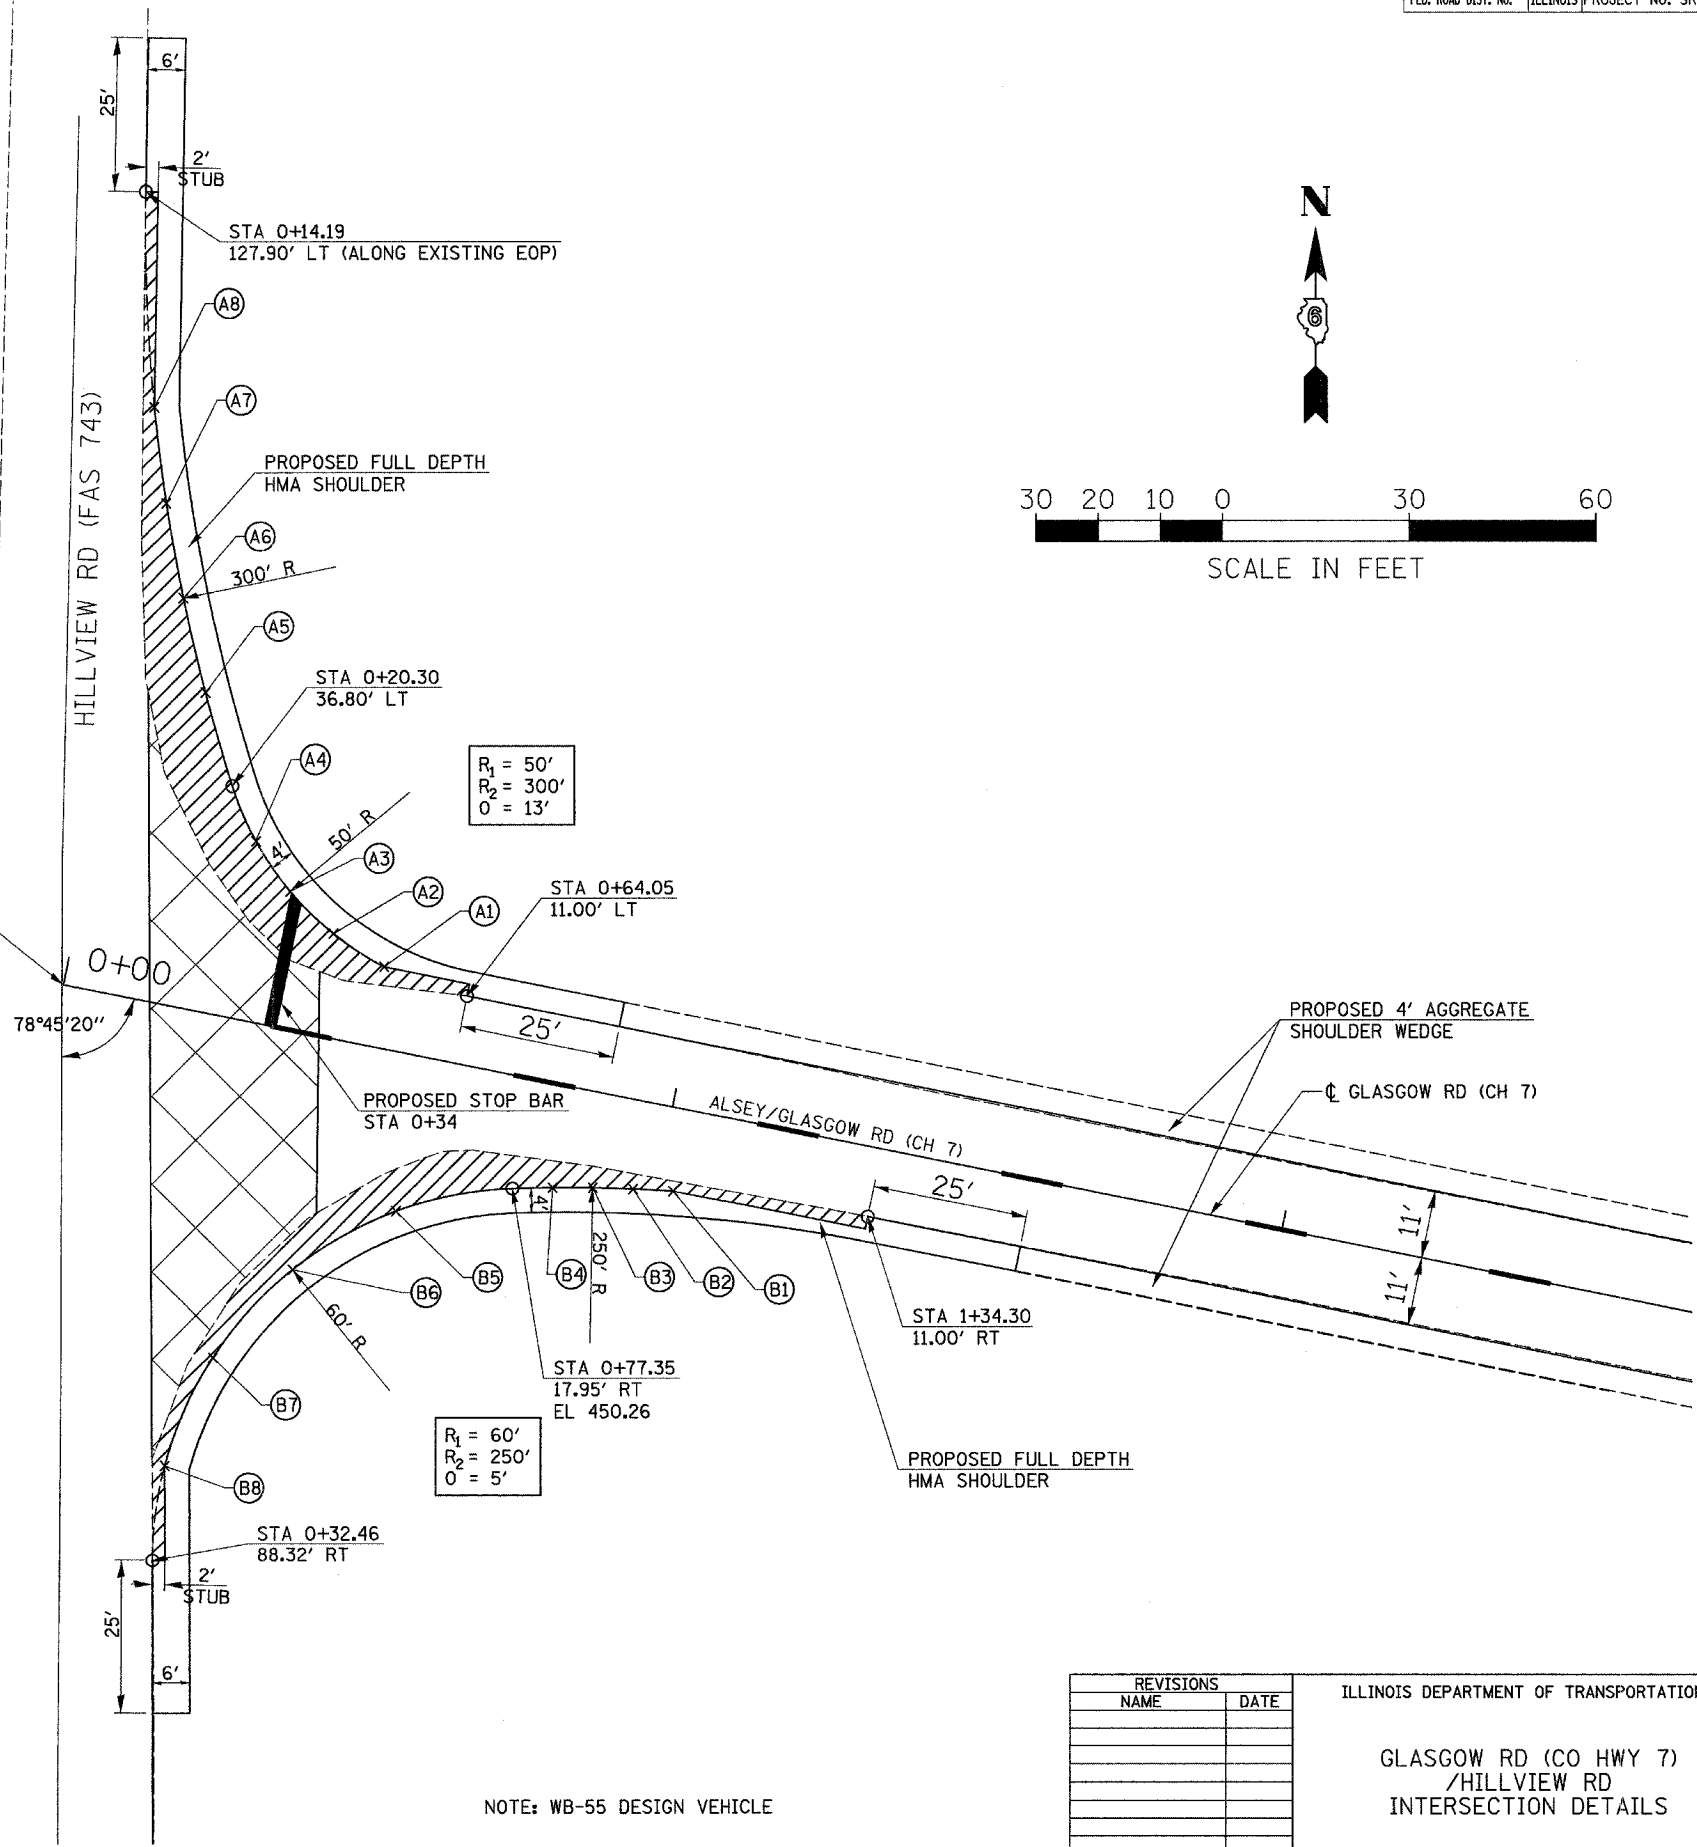 FED. ROAD DIST. NO.
ILLINOIS
PROJECT NO.
6'
25'
2'
STUB
STA 0+14.19
127.90' LT (ALONG EXISTING EOP)
N
6
A8
A7
PROPOSED FULL DEPTH
HMA SHOULDER
HILLVIEW RD (FAS 743)
30 20 10 0 30 60
SCALE IN FEET
A6
300' R
A5
STA 0+20.30
36.80' LT
A4
R1 = 50'
R2 = 300'
O = 13'
50' R
4'
A3
A2
A1
STA 0+64.05
11.00' LT
0+00
78°45'20"
25'
PROPOSED 4' AGGREGATE
SHOULDER WEDGE
℄ GLASGOW RD (CH 7)
PROPOSED STOP BAR
STA 0+34
ALSEY/GLASGOW RD (CH 7)
25'
11'
11'
4'
250' R
B5
B4
B3
B2
B1
B6
60' R
STA 1+34.30
11.00' RT
STA 0+77.35
17.95' RT
EL 450.26
B7
R1 = 60'
R2 = 250'
O = 5'
PROPOSED FULL DEPTH
HMA SHOULDER
B8
STA 0+32.46
88.32' RT
2'
STUB
25'
6'
REVISIONS
NAME DATE
ILLINOIS DEPARTMENT OF TRANSPORTATION
GLASGOW RD (CO HWY 7)
/HILLVIEW RD
INTERSECTION DETAILS
NOTE: WB-55 DESIGN VEHICLE